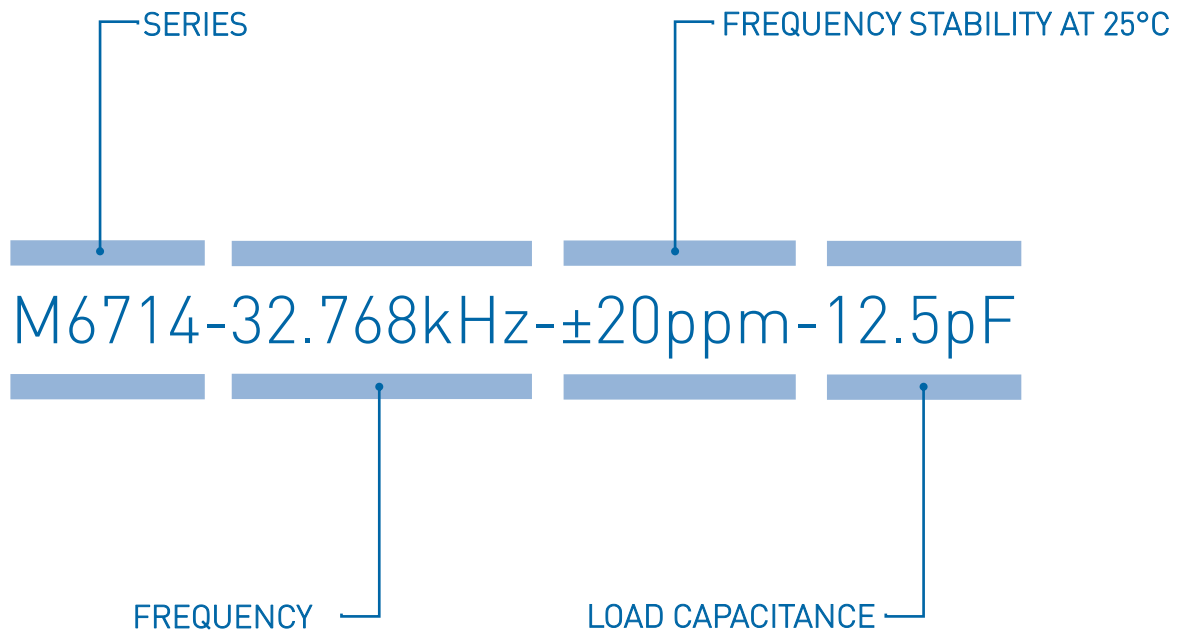 SERIES
FREQUENCY STABILITY AT 25°C
M6714-32.768kHz-±20ppm-12.5pF
FREQUENCY
LOAD CAPACITANCE